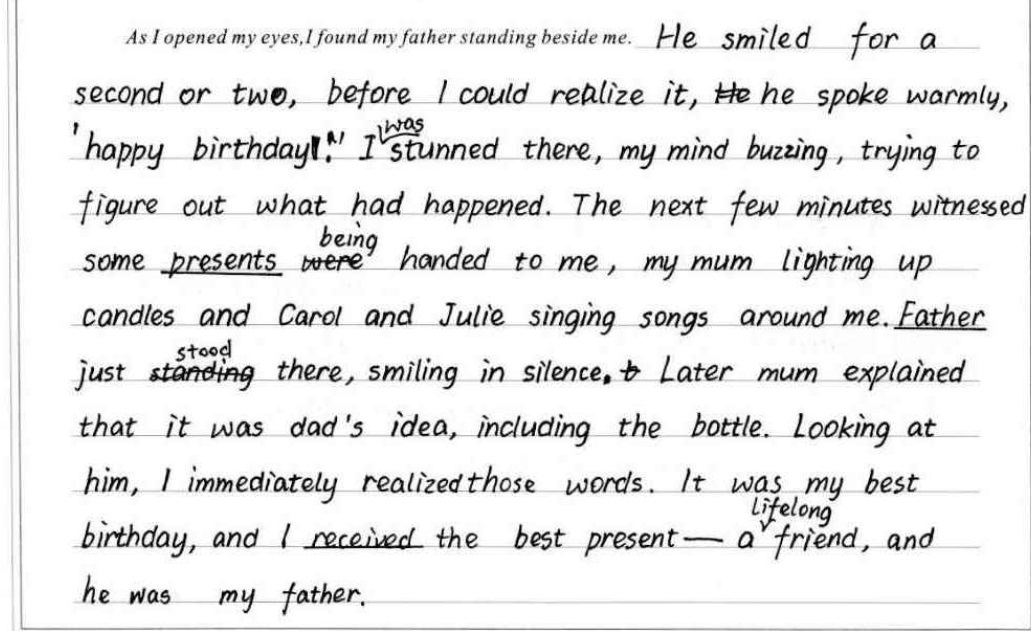 As I opened my eyes, I found my father standing beside me. He smiled for a
second or two, before I could realize it, He he spoke warmly,
'happy birthday!" I was stunned there, my mind buzzing, trying to
figure out what had happened. The next few minutes witnessed
some presents were being handed to me, my mum lighting up
candles and Carol and Julie singing songs around me. Father
just standing stood there, smiling in silence. Later mum explained
that it was dad's idea, including the bottle. Looking at
him, I immediately realized those words. It was my best
birthday, and I received the best present— a lifelong friend, and
he was my father.